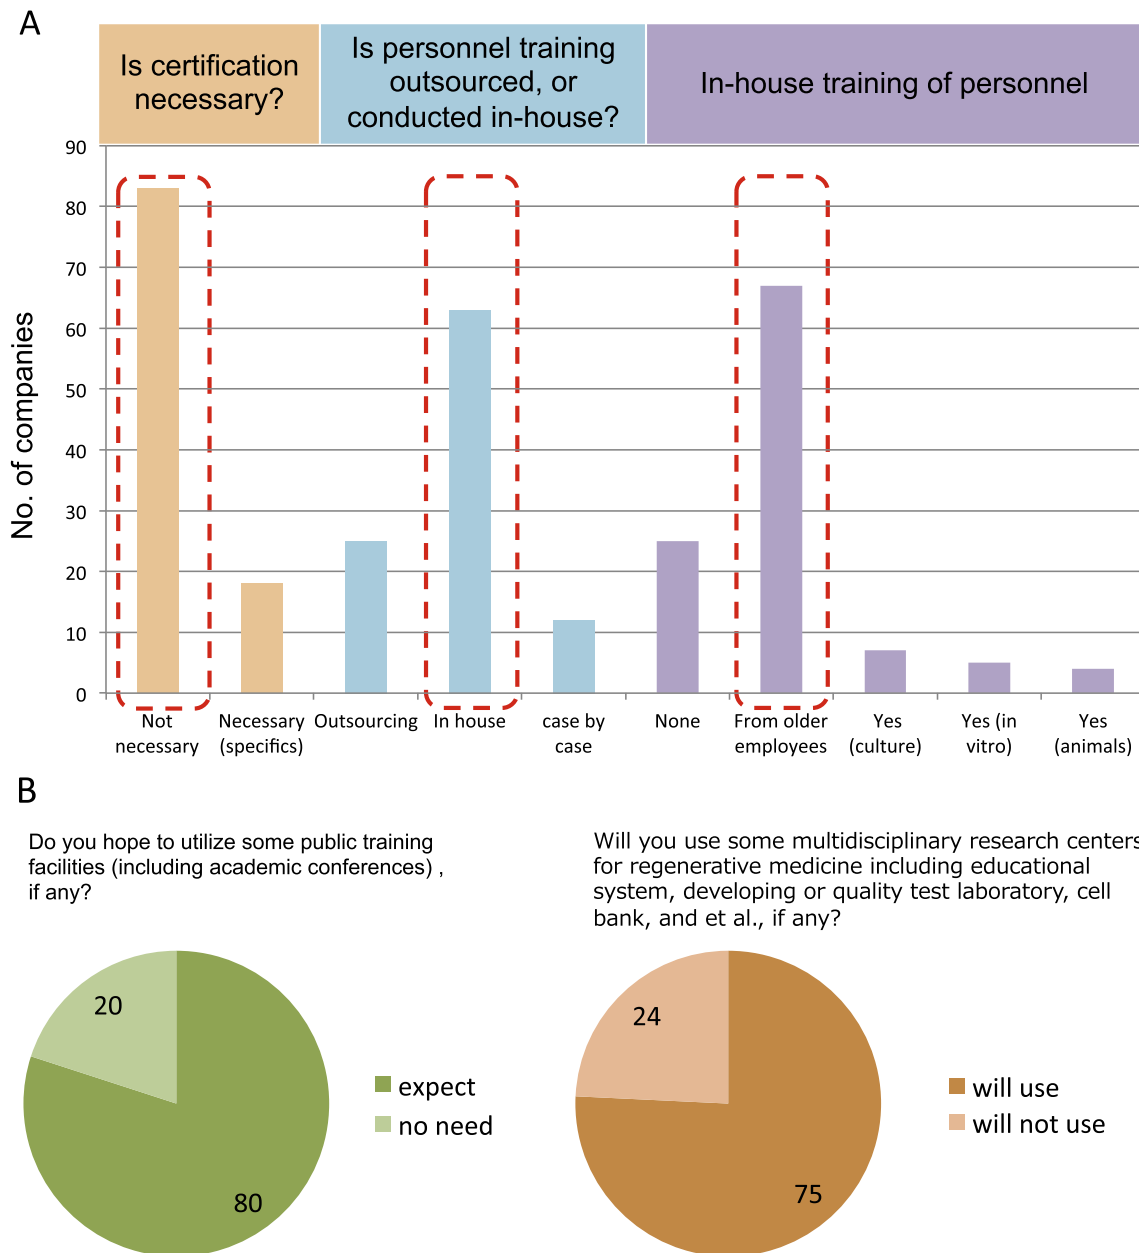 A
Is certification
necessary?
Is personnel training
outsourced, or
conducted in-house?
In-house training of personnel
No. of companies
90
80
70
60
50
40
30
20
10
0
Not
necessary
Necessary
(specifics)
Outsourcing
In house
case by
case
None
From older
employees
Yes
(culture)
Yes (in
vitro)
Yes
(animals)
B
Do you hope to utilize some public training
facilities (including academic conferences) ,
if any?
20
80
expect
no need
Will you use some multidisciplinary research centers
for regenerative medicine including educational
system, developing or quality test laboratory, cell
bank, and et al., if any?
24
75
will use
will not use